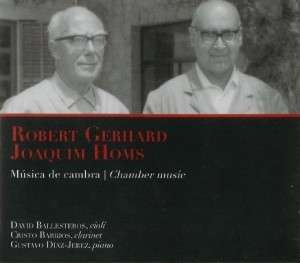 ROBERT GERHARD
JOAQUIM HOMS
Música de cambra | Chamber music
DAVID BALLESTEROS, violí
CRISTO BARRIOS, clarinet
GUSTAVO DÍAZ-JEREZ, piano